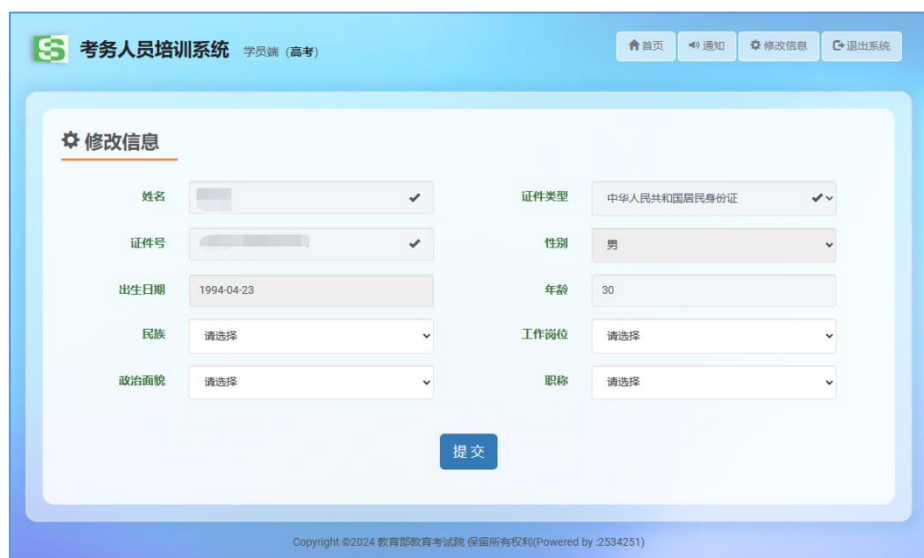 考务人员培训系统 学员端 (高考)
首页 通知 修改信息 退出系统
修改信息
姓名
证件类型 中华人民共和国居民身份证
证件号
性别 男
出生日期 1994-04-23
年龄 30
民族 请选择
工作岗位 请选择
政治面貌 请选择
职称 请选择
提交
Copyright ©2024 教育部教育考试院 保留所有权利(Powered by :2534251)